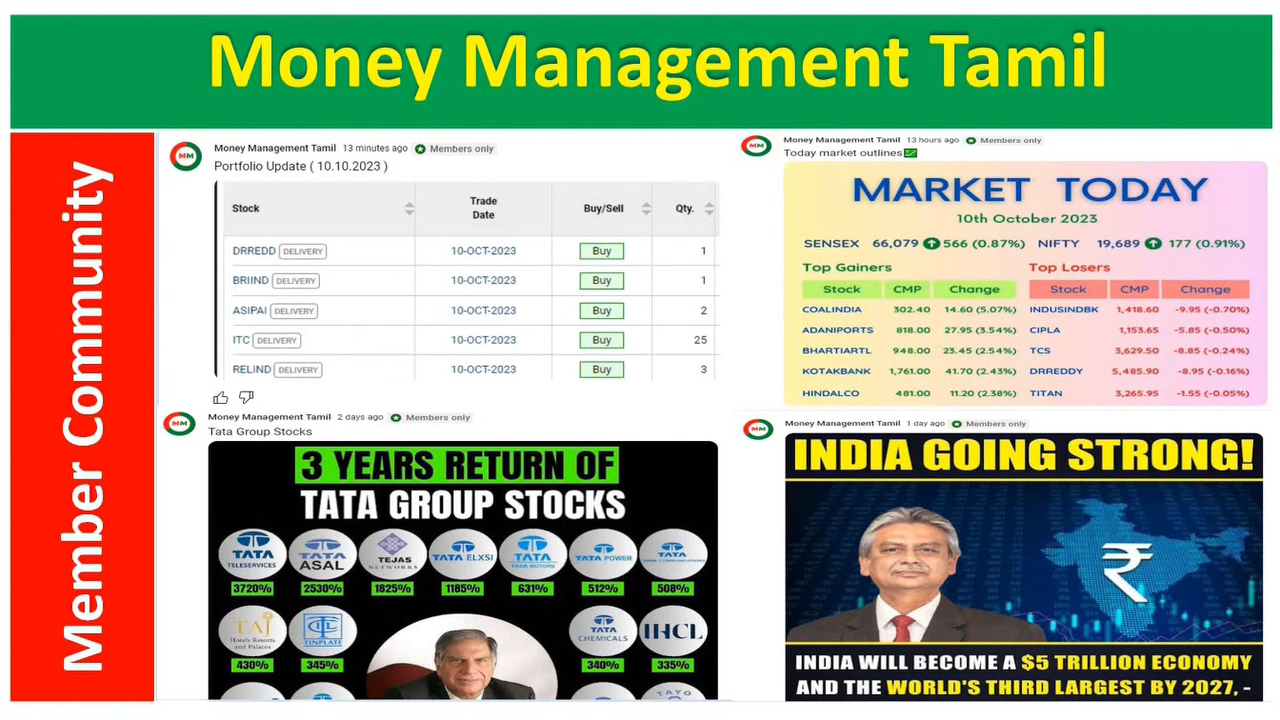 Money Management Tamil
Member Community
MM
Money Management Tamil 13 minutes ago Members only
Portfolio Update ( 10.10.2023 )
Stock Trade Date Buy/Sell Qty.
DRREDD DELIVERY 10-OCT-2023 Buy 1
BRIIND DELIVERY 10-OCT-2023 Buy 1
ASIPAI DELIVERY 10-OCT-2023 Buy 2
ITC DELIVERY 10-OCT-2023 Buy 25
RELIND DELIVERY 10-OCT-2023 Buy 3
MM
Money Management Tamil 13 hours ago Members only
Today market outlines
MARKET TODAY
10th October 2023
SENSEX 66,079 566 (0.87%) NIFTY 19,689 177 (0.91%)
Top Gainers Top Losers
Stock CMP Change Stock CMP Change
COALINDIA 302.40 14.60 (5.07%) INDUSINDBK 1,418.60 -9.95 (-0.70%)
ADANIPORTS 818.00 27.95 (3.54%) CIPLA 1,153.65 -5.85 (-0.50%)
BHARTIARTL 948.00 23.45 (2.54%) TCS 3,629.50 -8.85 (-0.24%)
KOTAKBANK 1,761.00 41.70 (2.43%) DRREDDY 5,485.90 -8.95 (-0.16%)
HINDALCO 481.00 11.20 (2.38%) TITAN 3,265.95 -1.55 (-0.05%)
MM
Money Management Tamil 2 days ago Members only
Tata Group Stocks
3 YEARS RETURN OF
TATA GROUP STOCKS
TATA TELESERVICES TATA ASAL TEJAS NETWORKS TATA ELXSI TATA TATA MOTORS TATA POWER TATA TATA COMMUNICATIONS
3720% 2530% 1825% 1185% 631% 512% 508%
TAJ Hotels Resorts and Palaces TINPLATE TATA CHEMICALS IHCL
430% 345% 340% 335%
TATA TATA TATA
MM
Money Management Tamil 1 day ago Members only
INDIA GOING STRONG!
₹
INDIA WILL BECOME A $5 TRILLION ECONOMY
AND THE WORLD'S THIRD LARGEST BY 2027, -